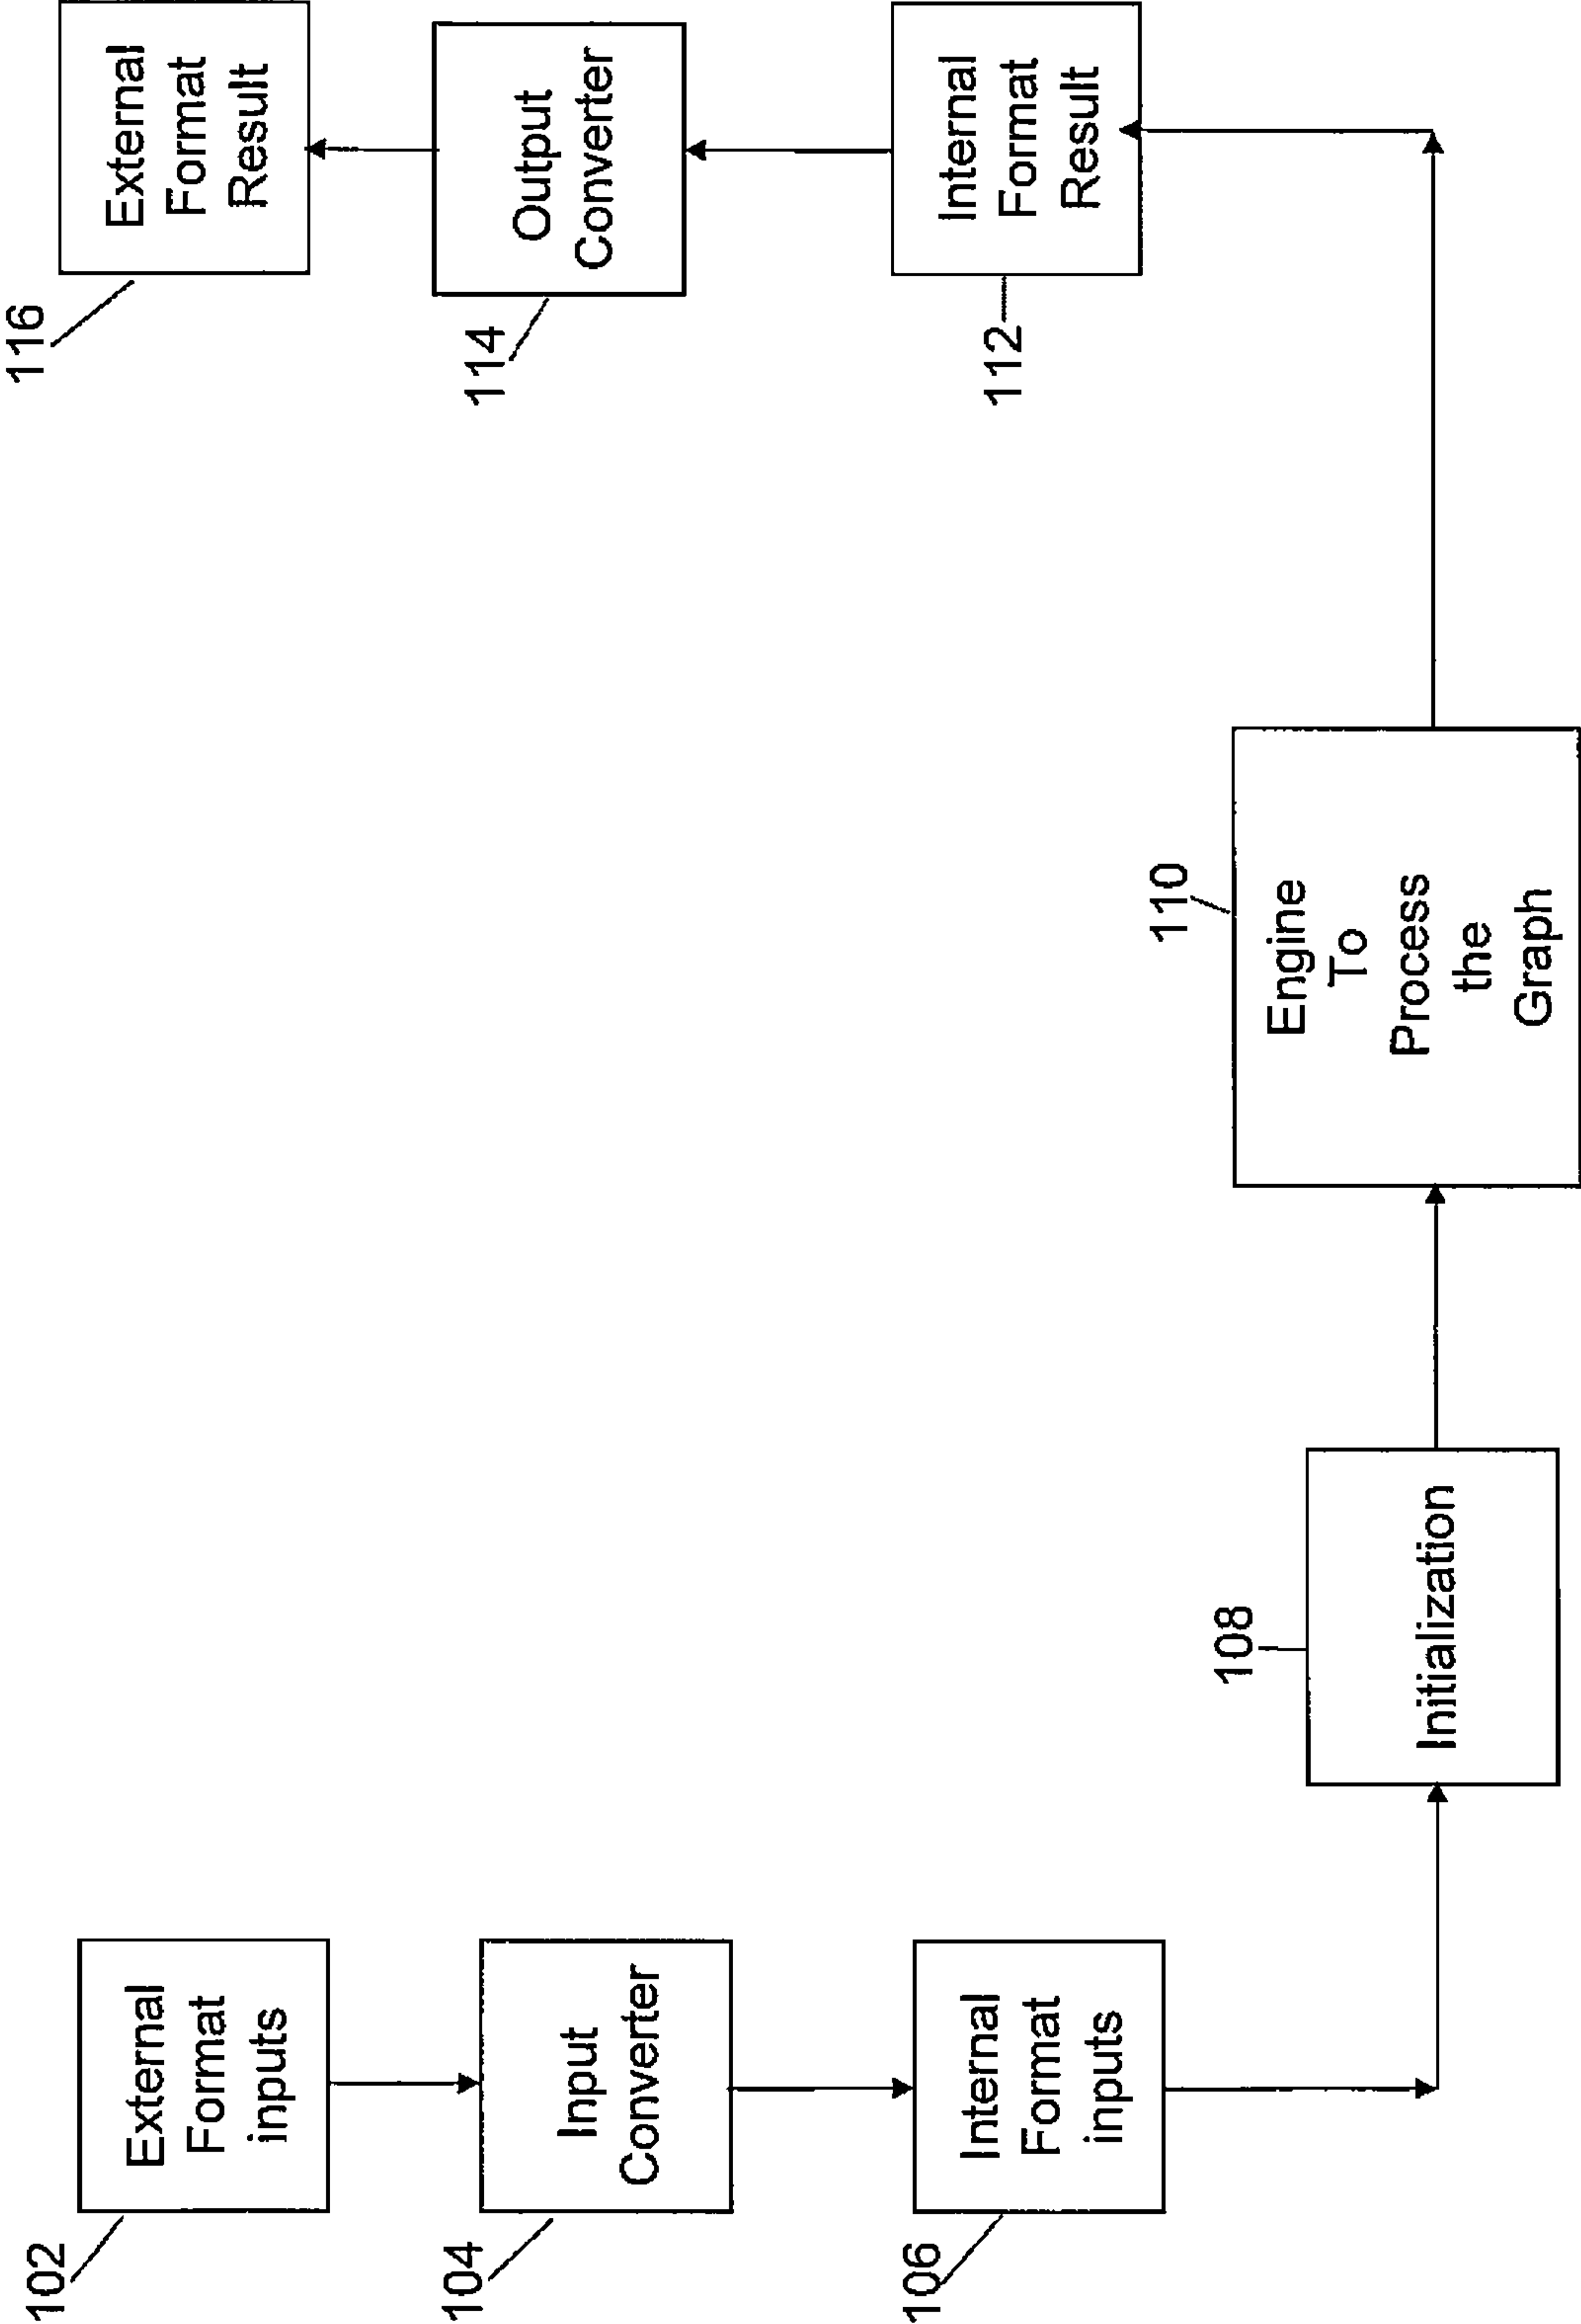 102
External
Format
inputs
104
Input
Converter
106
Internal
Format
inputs
108
Initialization
110
Engine
To
Process
the
Graph
112
Internal
Format
Result
114
Output
Converter
116
External
Format
Result